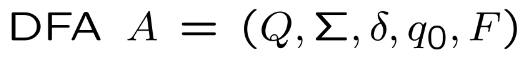 DFA A = (Q, Σ, δ, q₀, F)